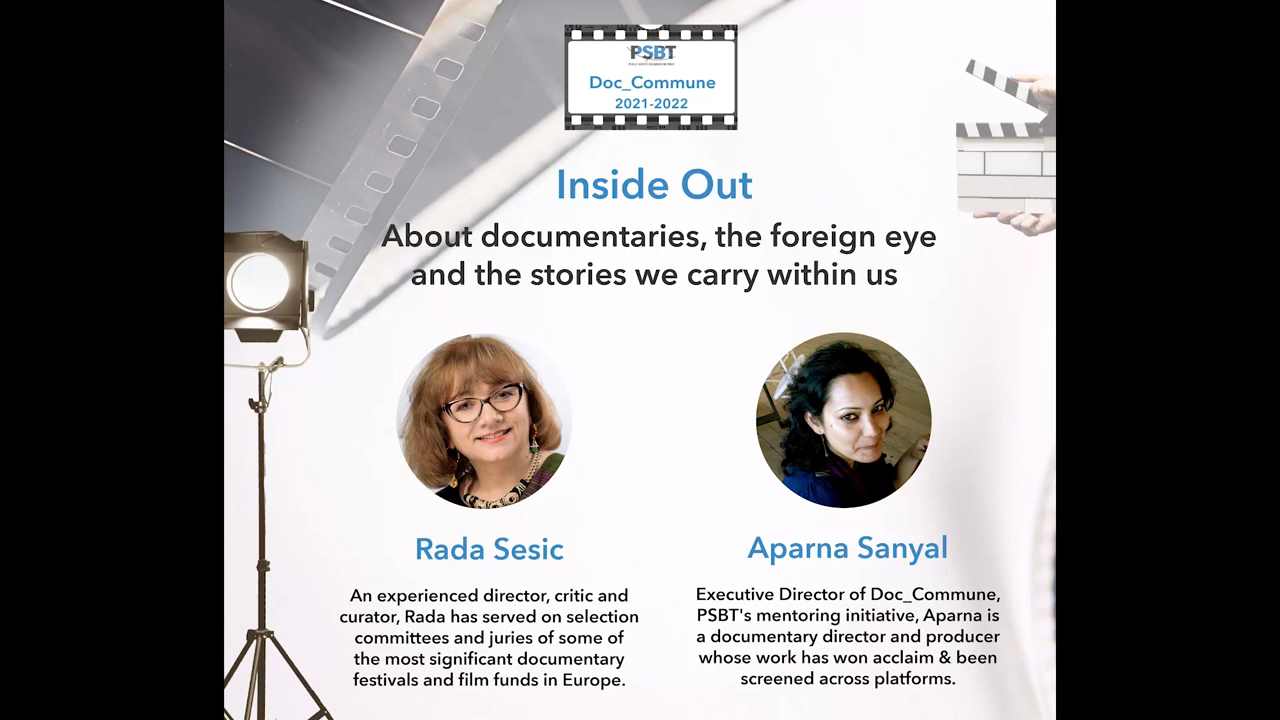 PSBT
Doc_Commune
2021-2022
Inside Out
About documentaries, the foreign eye
and the stories we carry within us
Rada Sesic
An experienced director, critic and
curator, Rada has served on selection
committees and juries of some of
the most significant documentary
festivals and film funds in Europe.
Aparna Sanyal
Executive Director of Doc_Commune,
PSBT's mentoring initiative, Aparna is
a documentary director and producer
whose work has won acclaim & been
screened across platforms.